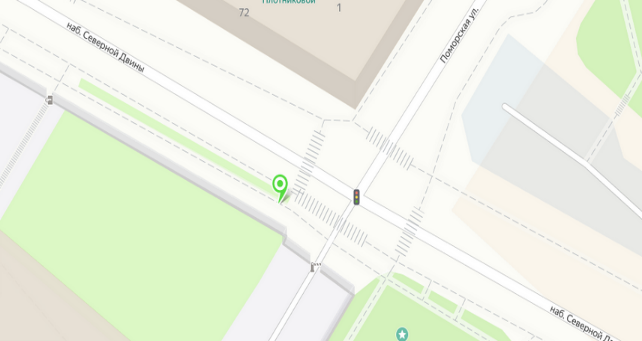 Плотниковой
72
1
Поморская ул.
наб. Северной Двины
наб. Северной Д